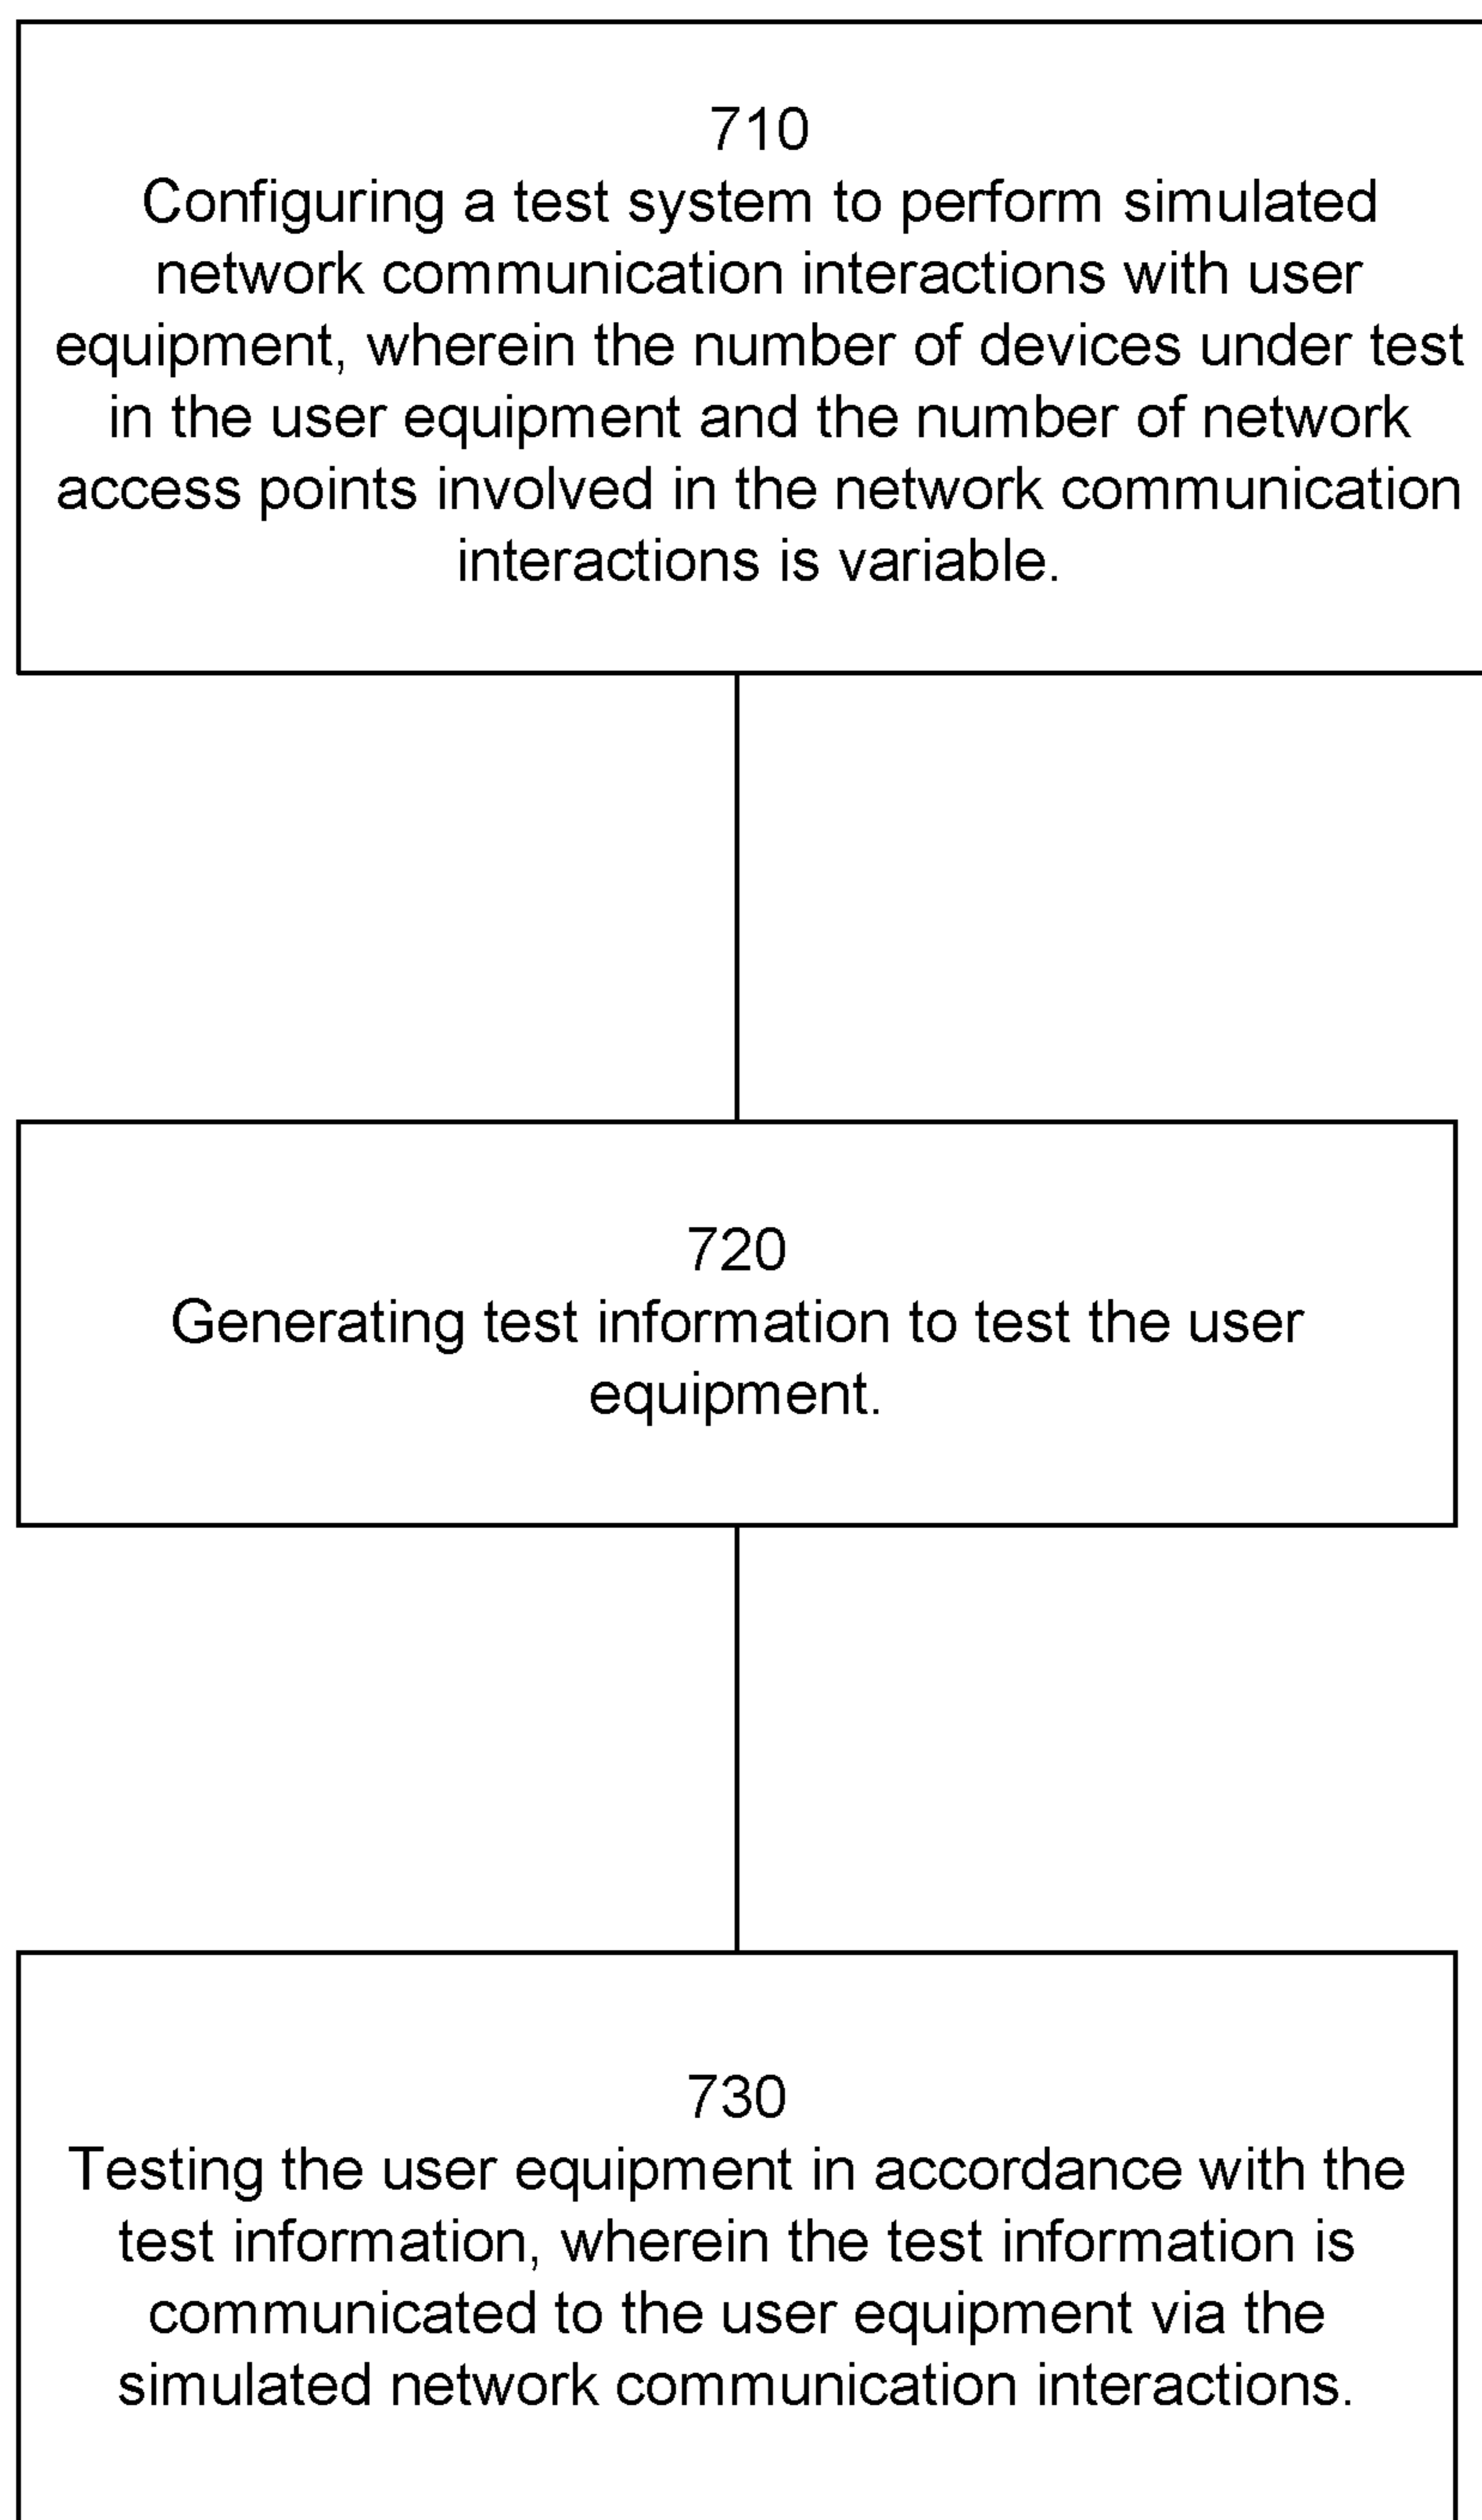 710
Configuring a test system to perform simulated
network communication interactions with user
equipment, wherein the number of devices under test
in the user equipment and the number of network
access points involved in the network communication
interactions is variable.
720
Generating test information to test the user
equipment.
730
Testing the user equipment in accordance with the
test information, wherein the test information is
communicated to the user equipment via the
simulated network communication interactions.